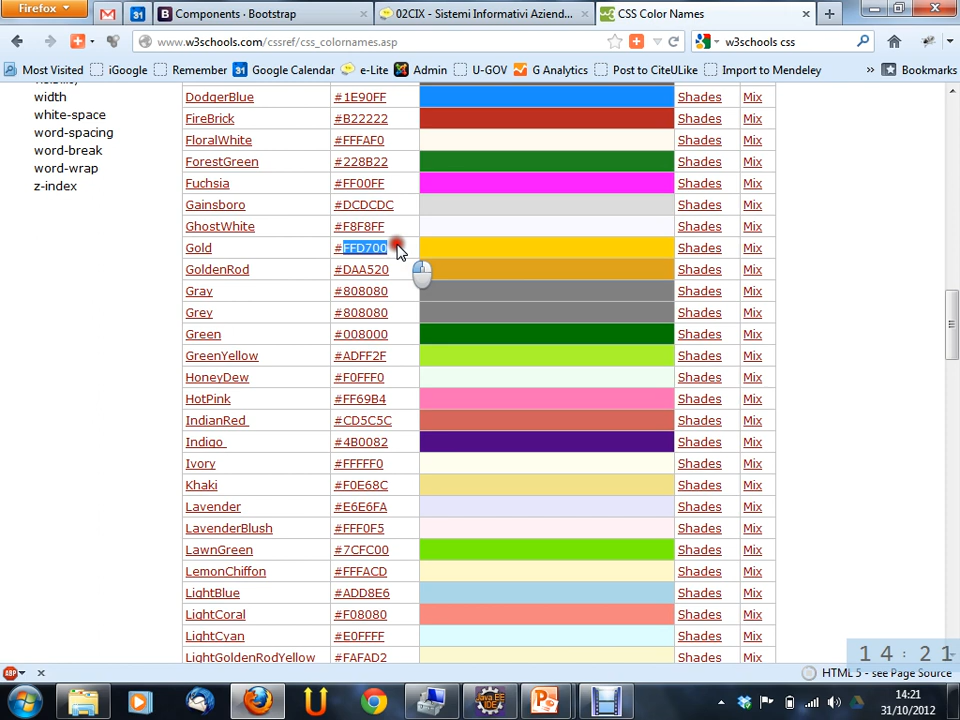 Firefox
31 Components · Bootstrap × 02CIX - Sistemi Informativi Aziend... × CSS Color Names × +
www.w3schools.com/cssref/css_colornames.asp w3schools css
Most Visited iGoogle Remember 31 Google Calendar e-Lite Admin U-GOV G Analytics Post to CiteULike Import to Mendeley » Bookmarks
width
white-space
word-spacing
word-break
word-wrap
z-index
DodgerBlue #1E90FF Shades Mix
FireBrick #B22222 Shades Mix
FloralWhite #FFFAF0 Shades Mix
ForestGreen #228B22 Shades Mix
Fuchsia #FF00FF Shades Mix
Gainsboro #DCDCDC Shades Mix
GhostWhite #F8F8FF Shades Mix
Gold #FFD700 Shades Mix
GoldenRod #DAA520 Shades Mix
Gray #808080 Shades Mix
Grey #808080 Shades Mix
Green #008000 Shades Mix
GreenYellow #ADFF2F Shades Mix
HoneyDew #F0FFF0 Shades Mix
HotPink #FF69B4 Shades Mix
IndianRed #CD5C5C Shades Mix
Indigo #4B0082 Shades Mix
Ivory #FFFFF0 Shades Mix
Khaki #F0E68C Shades Mix
Lavender #E6E6FA Shades Mix
LavenderBlush #FFF0F5 Shades Mix
LawnGreen #7CFC00 Shades Mix
LemonChiffon #FFFACD Shades Mix
LightBlue #ADD8E6 Shades Mix
LightCoral #F08080 Shades Mix
LightCyan #E0FFFF Shades Mix
LightGoldenRodYellow #FAFAD2 Shades Mix
14:21
ABP × HTML 5 - see Page Source
Java EE IDE
14:21
31/10/2012